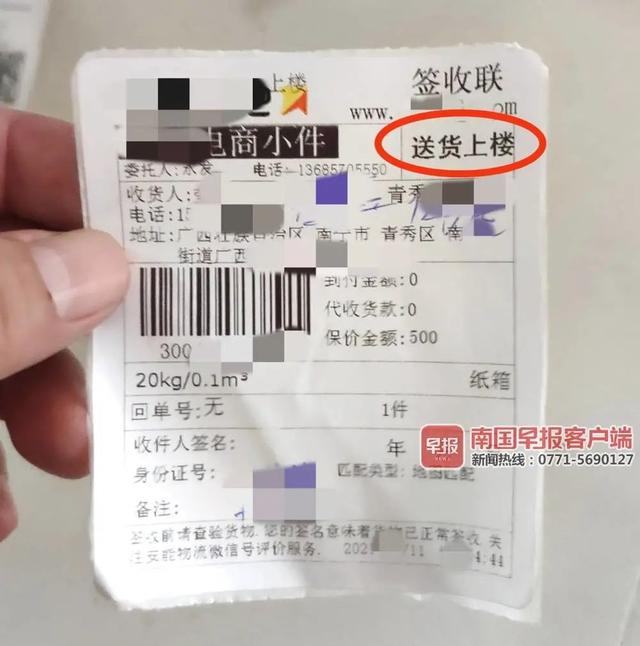 上楼
签收联
www.
om
电商小件
送货上楼
委托人:永发 电话:13685705550
收货人:
青秀
电话:1
地址:广西壮族自治区 南宁市 青秀区 南
街道广西
到付金额:0
代收货款:0
保价金额:500
300
20kg/0.1m³
纸箱
回单号:无
1件
收件人签名:
年
身份证号:
匹配类型:地图匹配
备注:
签收前请查验货物.您的签名意味着货物已正常签收 关
注安能物流微信号评价服务. 202 /11 4:44
早报 南国早报客户端
新闻热线:0771-5690127